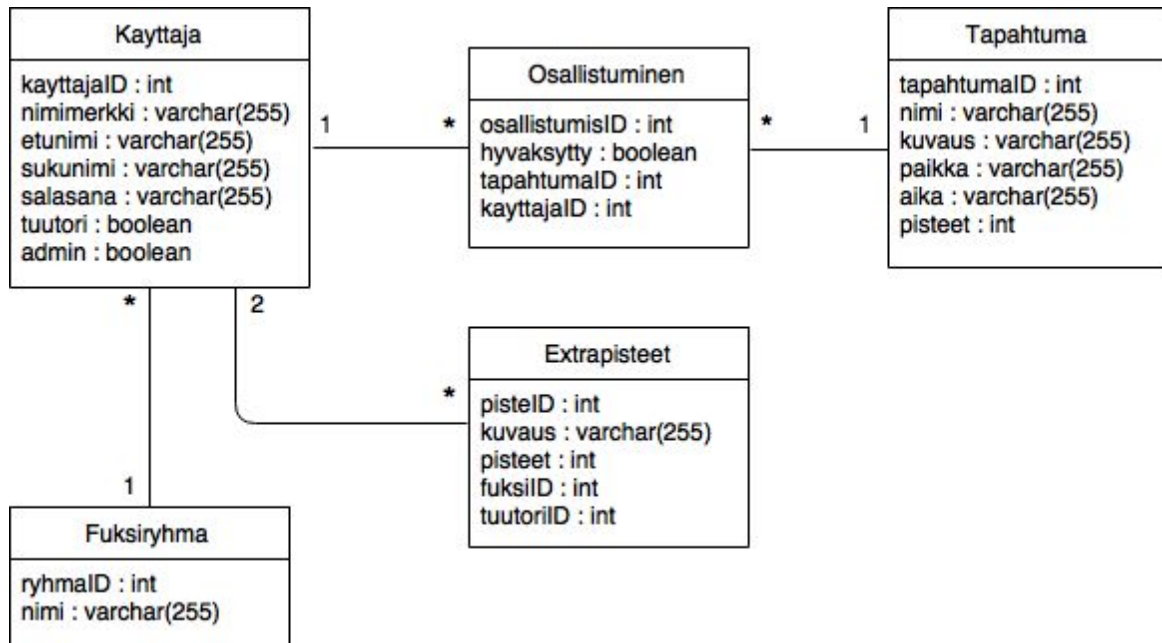 Kayttaja
kayttajaID : int
nimimerkki : varchar(255)
etunimi : varchar(255)
sukunimi : varchar(255)
salasana : varchar(255)
tuutori : boolean
admin : boolean
1
*
Osallistuminen
osallistumisID : int
hyvaksytty : boolean
tapahtumaID : int
kayttajaID : int
*
1
Tapahtuma
tapahtumaID : int
nimi : varchar(255)
kuvaus : varchar(255)
paikka : varchar(255)
aika : varchar(255)
pisteet : int
*
2
*
Extrapisteet
pisteID : int
kuvaus : varchar(255)
pisteet : int
fuksiID : int
tuutoriID : int
1
Fuksiryhma
ryhmaID : int
nimi : varchar(255)